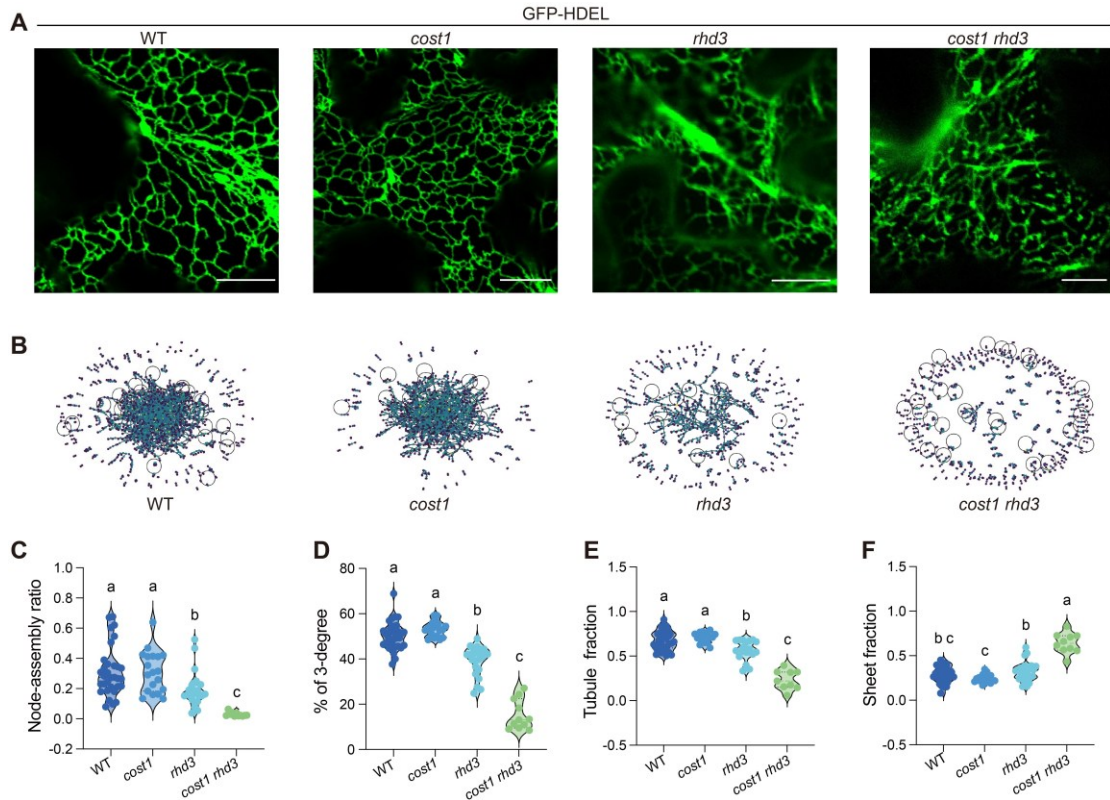 GFP-HDEL
A
WT
cost1
rhd3
cost1 rhd3
B
WT
cost1
rhd3
cost1 rhd3
C
Node-assembly ratio
1.0
0.8
0.6
0.4
0.2
0.0
-0.2
a
a
b
c
WT
cost1
rhd3
cost1 rhd3
D
% of 3-degree
80
60
40
20
0
a
a
b
c
WT
cost1
rhd3
cost1 rhd3
E
Tubule fraction
1.5
1.0
0.5
0.0
-0.5
a
a
b
c
WT
cost1
rhd3
cost1 rhd3
F
Sheet fraction
1.5
1.0
0.5
0.0
-0.5
b c
c
b
a
WT
cost1
rhd3
cost1 rhd3